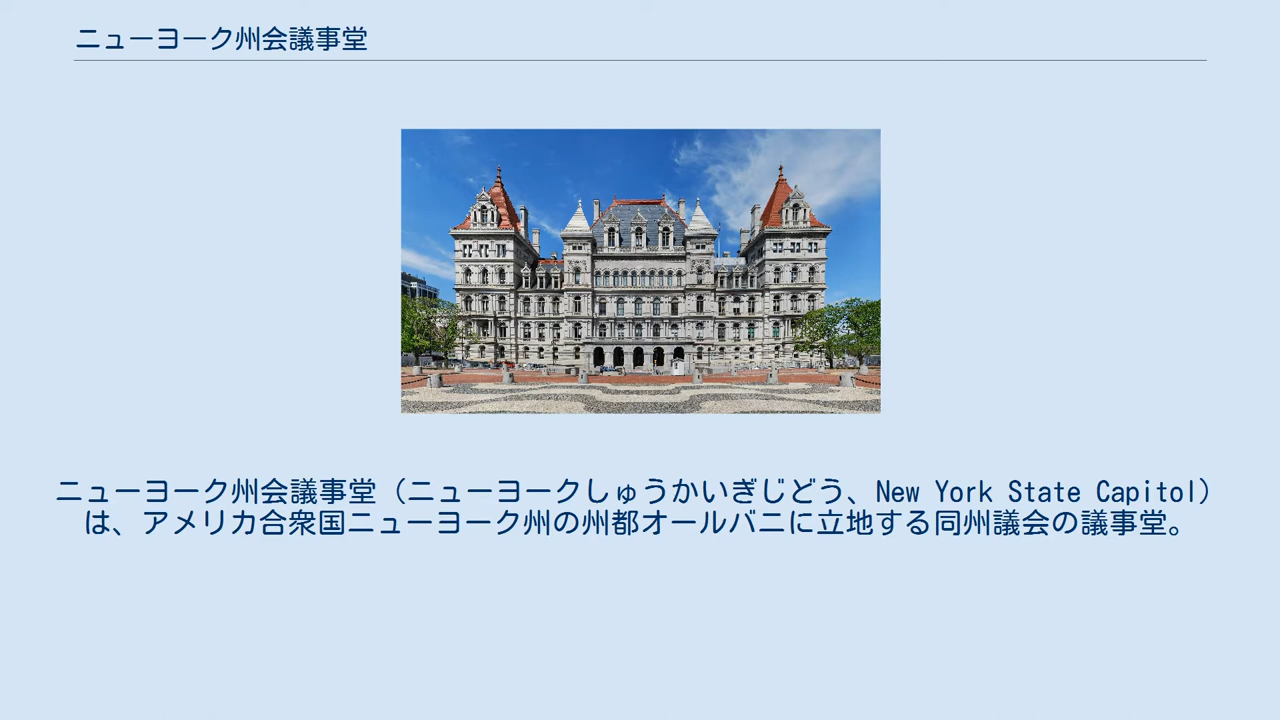 ニューヨーク州会議事堂
ニューヨーク州会議事堂（ニューヨークしゅうかいぎじどう、New York State Capitol）
は、アメリカ合衆国ニューヨーク州の州都オールバニに立地する同州議会の議事堂。